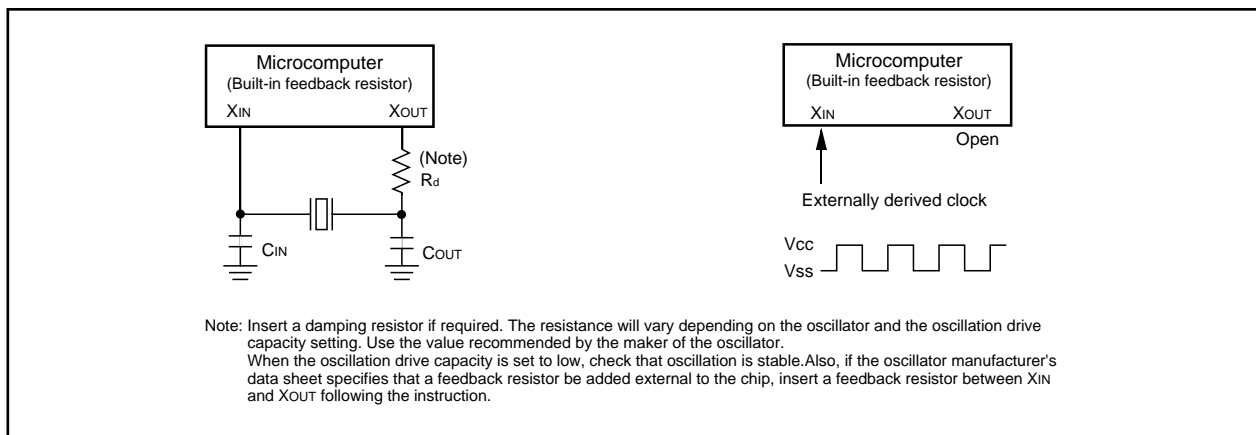 Microcomputer
(Built-in feedback resistor)
XIN XOUT
(Note)
Rd
CIN
COUT
Microcomputer
(Built-in feedback resistor)
XIN XOUT
Open
Externally derived clock
Vcc
Vss
Note: Insert a damping resistor if required. The resistance will vary depending on the oscillator and the oscillation drive
capacity setting. Use the value recommended by the maker of the oscillator.
When the oscillation drive capacity is set to low, check that oscillation is stable.Also, if the oscillator manufacturer's
data sheet specifies that a feedback resistor be added external to the chip, insert a feedback resistor between XIN
and XOUT following the instruction.